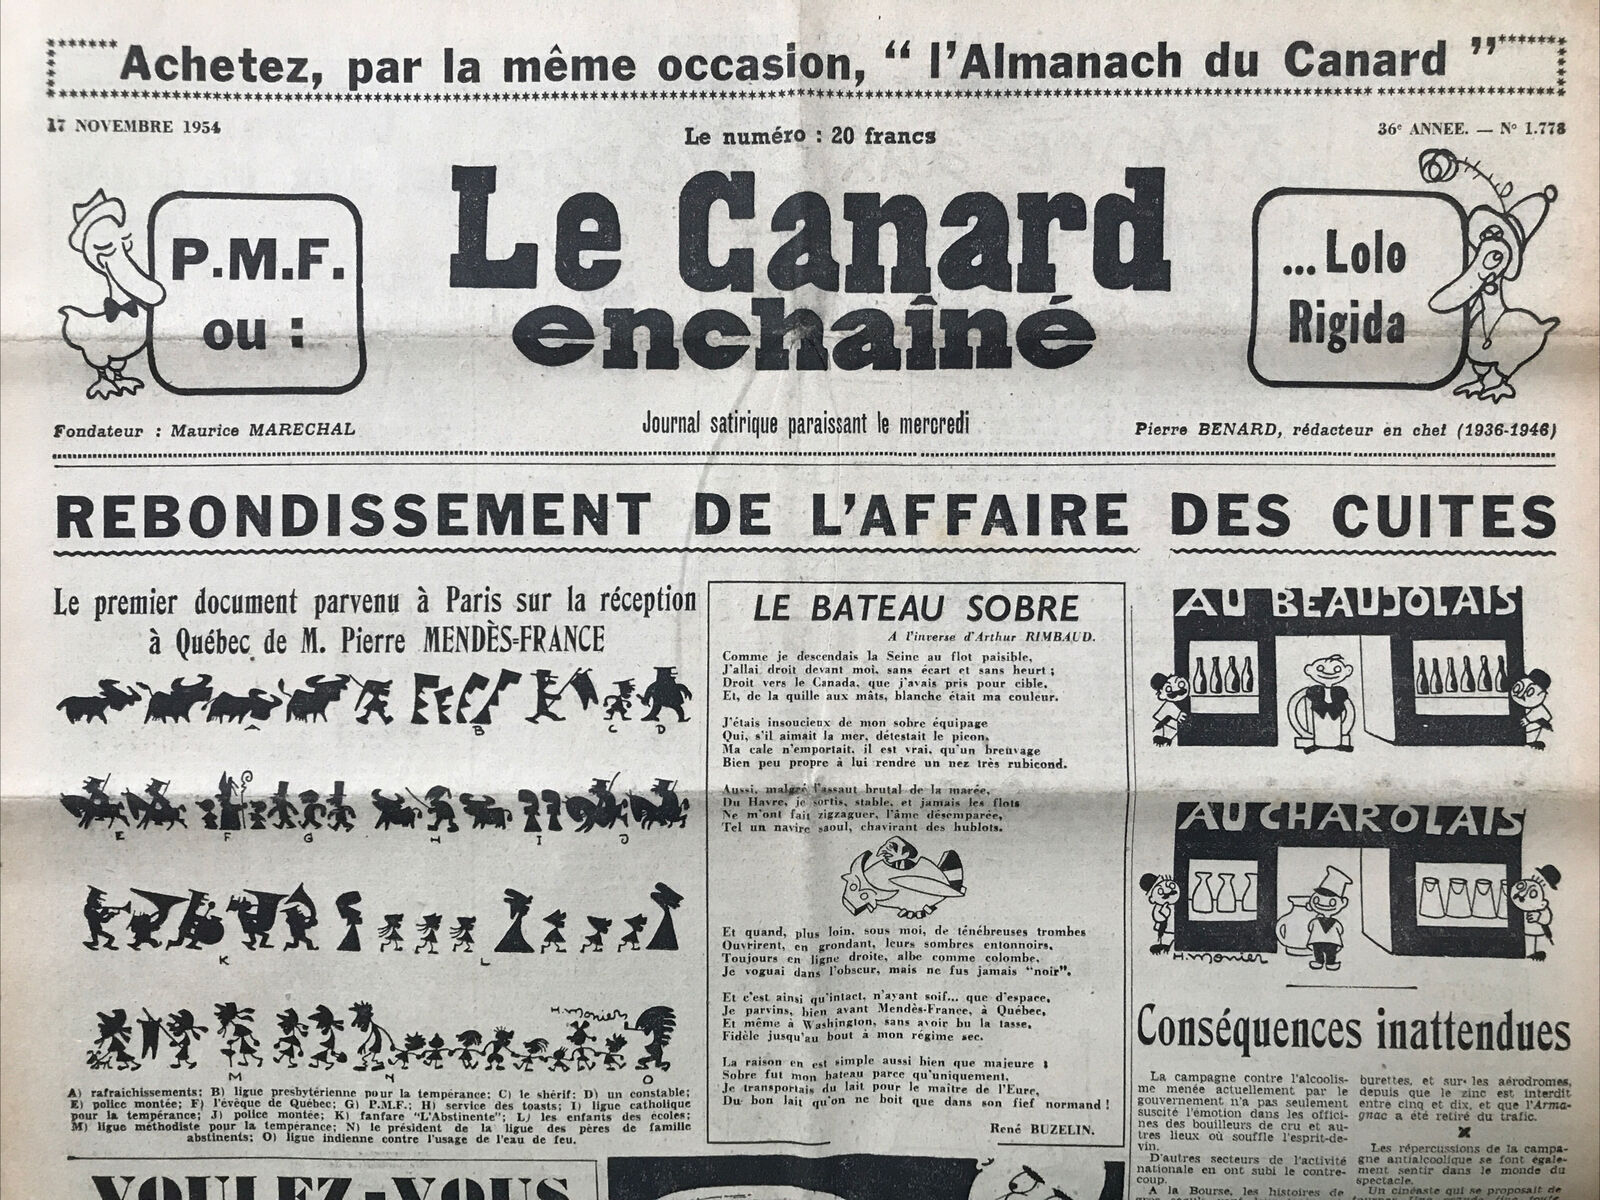 Achetez, par la même occasion, “ l'Almanach du Canard ”
17 NOVEMBRE 1954
Le numéro : 20 francs
36e ANNEE. — N° 1.778
P.M.F.
ou :
Le Canard
enchaîné
... Lolo
Rigida
Fondateur : Maurice MARECHAL
Journal satirique paraissant le mercredi
Pierre BENARD, rédacteur en chef (1936-1946)
REBONDISSEMENT DE L'AFFAIRE DES CUITES
Le premier document parvenu à Paris sur la réception
à Québec de M. Pierre MENDÈS=FRANCE
A
B
C
D
E
F
G
H
I
J
K
L
H. Monier
M
N
O
A) rafraichissements; B) ligue presbytérienne pour la tempérance; C) le shérif; D) un constable;
E) police montée; F) l'évêque de Québec; G) P.M.F.; H) service des toasts; I) ligue catholique
pour la tempérance; J) police montée; K) fanfare "L'Abstinente"; L) les enfants des écoles;
M) ligue méthodiste pour la tempérance; N) le président de la ligue des pères de famille
abstinents; O) ligue indienne contre l'usage de l'eau de feu.
VOULEZ-VOUS
LE BATEAU SOBRE
A l'inverse d'Arthur RIMBAUD.
Comme je descendais la Seine au flot paisible,
J'allai droit devant moi, sans écart et sans heurt ;
Droit vers le Canada, que j'avais pris pour cible,
Et, de la quille aux mâts, blanche était ma couleur.
J'étais insoucieux de mon sobre équipage
Qui, s'il aimait la mer, détestait le picon.
Ma cale n'emportait, il est vrai, qu'un breuvage
Bien peu propre à lui rendre un nez très rubicond.
Aussi, malgré l'assaut brutal de la marée,
Du Havre, je sortis, stable, et jamais les flots
Ne m'ont fait zigzaguer, l'âme désemparée,
Tel un navire saoul, chavirant des hublots.
Et quand, plus loin, sous moi, de ténébreuses trombes
Ouvrirent, en grondant, leurs sombres entonnoirs,
Toujours en ligne droite, albe comme colombe,
Je voguai dans l'obscur, mais ne fus jamais "noir".
Et c'est ainsi qu'intact, n'ayant soif... que d'espace,
Je parvins, bien avant Mendès-France, à Québec,
Et même à Washington, sans avoir bu la tasse,
Fidèle jusqu'au bout à mon régime sec.
La raison en est simple aussi bien que majeure :
Sobre fut mon bateau parce qu'uniquement,
Je transportais du lait pour le maître de l'Eure,
Du bon lait qu'on ne boit que dans son fief normand !
René BUZELIN.
AU BEAUJOLAIS
AU CHAROLAIS
H. Monier
Conséquences inattendues
La campagne contre l'alcoolis-
me menée actuellement par le
gouvernement n'a pas seulement
suscité l'émotion dans les offici-
nes des bouilleurs de cru et au-
tres lieux où souffle l'esprit-de-
vin.
D'autres secteurs de l'activité
nationale en ont subi le contre-
coup.
A la Bourse, les histoires de
burettes, et sur les aérodromes,
depuis que le zinc est interdit
entre cinq et dix, et que l'Arma-
gnac a été retiré du trafic.
Les répercussions de la campa-
gne antialcoolique se font égale-
ment sentir dans le monde du
spectacle.
Un cinéaste qui se proposait de